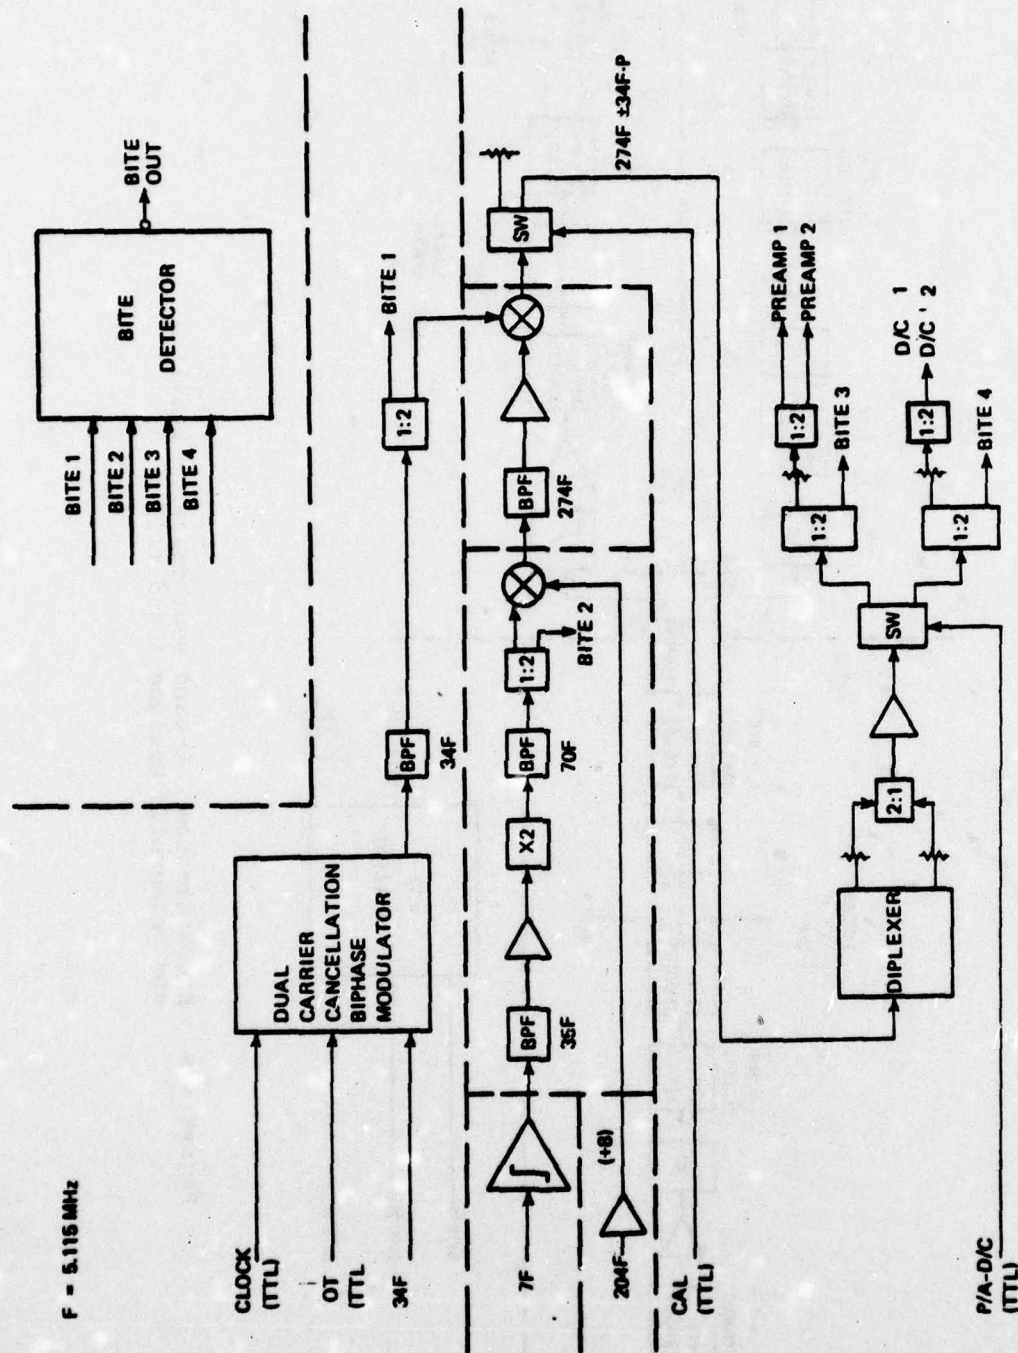 F = 5.115 MHz
CLOCK
(TTL)
OT
(TTL
34F
DUAL
CARRIER
CANCELLATION
BIPHASE
MODULATOR
BPF
34F
1:2
BITE 1
BITE 1
BITE 2
BITE 3
BITE 4
BITE
DETECTOR
BITE
OUT
7F
BPF
35F
X2
BPF
70F
1:2
BITE 2
BPF
274F
SW
274F ±34F·P
204F
(+8)
CAL
(TTL)
DIPLEXER
2:1
SW
1:2
1:2
PREAMP 1
PREAMP 2
BITE 3
1:2
1:2
D/C 1
D/C ' 2
BITE 4
P/A-D/C
(TTL)